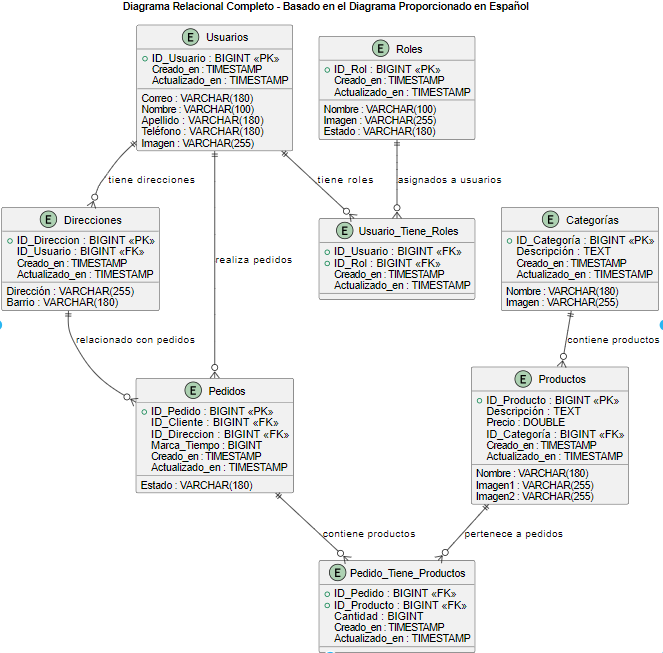 Diagrama Relacional Completo - Basado en el Diagrama Proporcionado en Español
E Usuarios
ID_Usuario : BIGINT «PK»
Creado_en : TIMESTAMP
Actualizado_en : TIMESTAMP
Correo : VARCHAR(180)
Nombre : VARCHAR(100)
Apellido : VARCHAR(180)
Teléfono : VARCHAR(180)
Imagen : VARCHAR(255)
E Roles
ID_Rol : BIGINT «PK»
Creado_en : TIMESTAMP
Actualizado_en : TIMESTAMP
Nombre : VARCHAR(100)
Imagen : VARCHAR(255)
Estado : VARCHAR(180)
tiene direcciones
tiene roles
asignados a usuarios
E Direcciones
ID_Direccion : BIGINT «PK»
ID_Usuario : BIGINT «FK»
Creado_en : TIMESTAMP
Actualizado_en : TIMESTAMP
Dirección : VARCHAR(255)
Barrio : VARCHAR(180)
realiza pedidos
E Usuario_Tiene_Roles
ID_Usuario : BIGINT «FK»
ID_Rol : BIGINT «FK»
Creado_en : TIMESTAMP
Actualizado_en : TIMESTAMP
E Categorías
ID_Categoría : BIGINT «PK»
Descripción : TEXT
Creado_en : TIMESTAMP
Actualizado_en : TIMESTAMP
Nombre : VARCHAR(180)
Imagen : VARCHAR(255)
relacionado con pedidos
contiene productos
E Pedidos
ID_Pedido : BIGINT «PK»
ID_Cliente : BIGINT «FK»
ID_Direccion : BIGINT «FK»
Marca_Tiempo : BIGINT
Creado_en : TIMESTAMP
Actualizado_en : TIMESTAMP
Estado : VARCHAR(180)
E Productos
ID_Producto : BIGINT «PK»
Descripción : TEXT
Precio : DOUBLE
ID_Categoría : BIGINT «FK»
Creado_en : TIMESTAMP
Actualizado_en : TIMESTAMP
Nombre : VARCHAR(180)
Imagen1 : VARCHAR(255)
Imagen2 : VARCHAR(255)
contiene productos
pertenece a pedidos
E Pedido_Tiene_Productos
ID_Pedido : BIGINT «FK»
ID_Producto : BIGINT «FK»
Cantidad : BIGINT
Creado_en : TIMESTAMP
Actualizado_en : TIMESTAMP